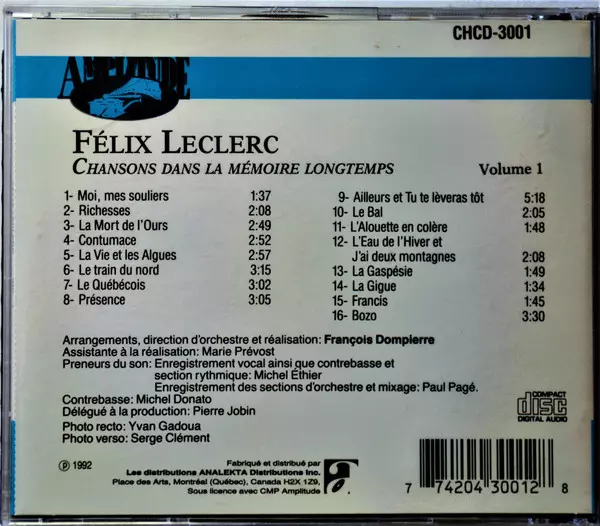 CHCD-3001
AMPLITUDE
FÉLIX LECLERC
CHANSONS DANS LA MÉMOIRE LONGTEMPS
Volume 1
1- Moi, mes souliers 1:37
2- Richesses 2:08
3- La Mort de l'Ours 2:49
4- Contumace 2:52
5- La Vie et les Algues 2:57
6- Le train du nord 3:15
7- Le Québécois 3:02
8- Présence 3:05
9- Ailleurs et Tu te lèveras tôt 5:18
10- Le Bal 2:05
11- L'Alouette en colère 1:48
12- L'Eau de l'Hiver et
J'ai deux montagnes 2:08
13- La Gaspésie 1:49
14- La Gigue 1:34
15- Francis 1:45
16- Bozo 3:30
Arrangements, direction d'orchestre et réalisation: François Dompierre
Assistante à la réalisation: Marie Prévost
Preneurs du son: Enregistrement vocal ainsi que contrebasse et
section rythmique: Michel Éthier
Enregistrement des sections d'orchestre et mixage: Paul Pagé.
Contrebasse: Michel Donato
Délégué à la production: Pierre Jobin
Photo recto: Yvan Gadoua
Photo verso: Serge Clément
COMPACT
disc
DIGITAL AUDIO
℗ 1992
Fabriqué et distribué par
Les distributions ANALEKTA Distributions Inc.
Place des Arts, Montréal (Québec), Canada H2X 1Z9,
Sous licence avec CMP Amplitude
7 74204 30012 8